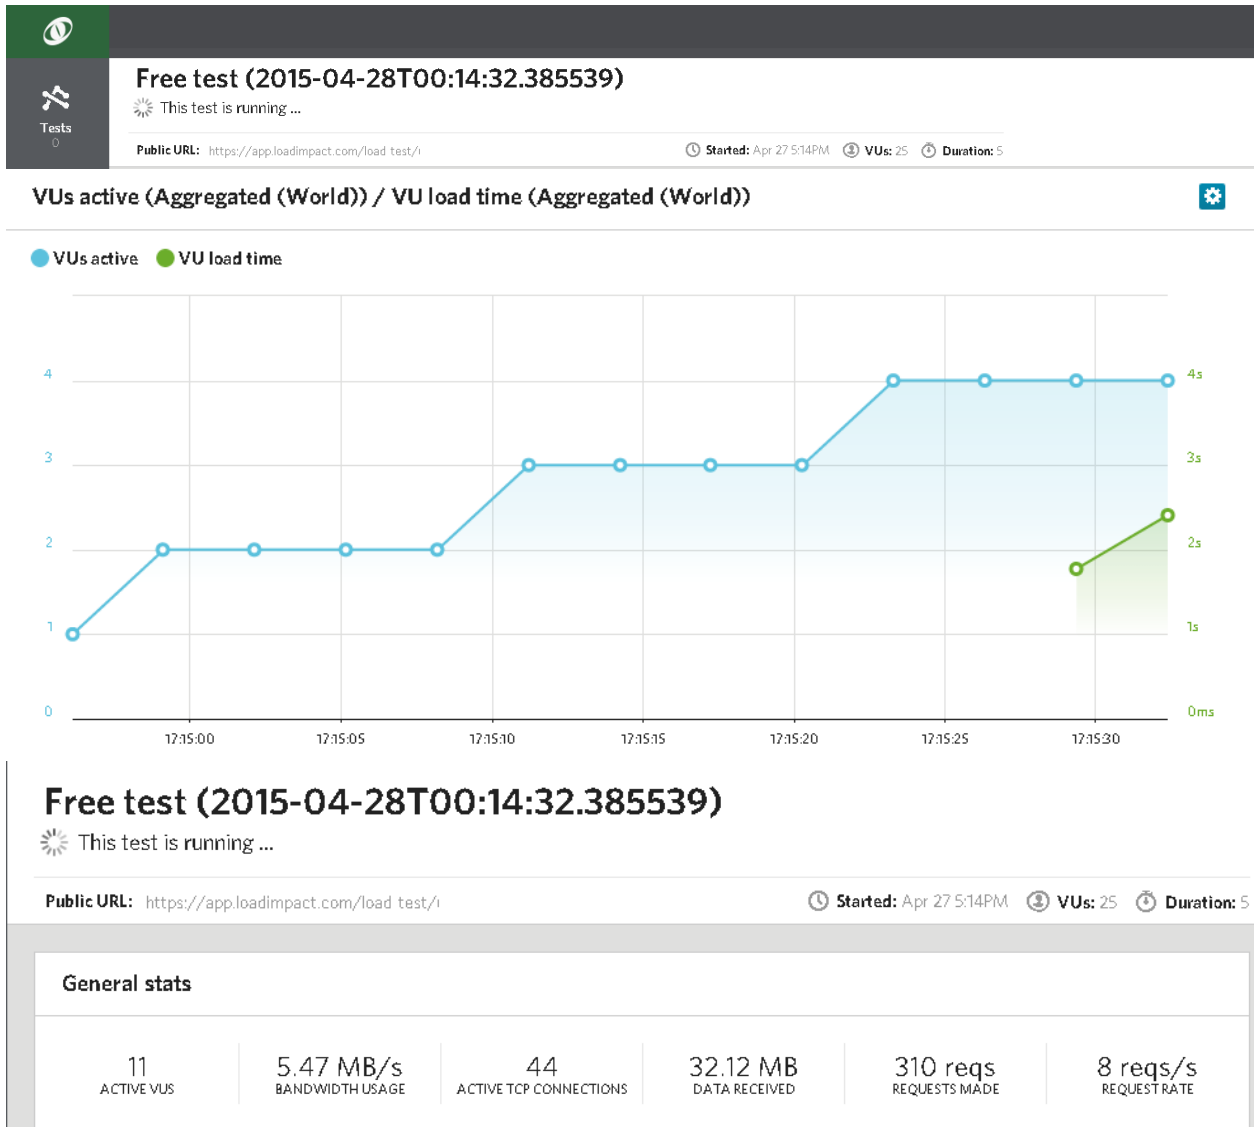 Free test (2015-04-28T00:14:32.385539)
This test is running ...
Tests
0
Public URL: https://app.loadimpact.com/load test/ Started: Apr 27 5:14PM VUs: 25 Duration: 5
VUs active (Aggregated (World)) / VU load time (Aggregated (World))
VUs active VU load time
4 4s
3 3s
2 2s
1 1s
0 0ms
17:15:00 17:15:05 17:15:10 17:15:15 17:15:20 17:15:25 17:15:30
Free test (2015-04-28T00:14:32.385539)
This test is running ...
Public URL: https://app.loadimpact.com/load test/ Started: Apr 27 5:14PM VUs: 25 Duration: 5
General stats
11 5.47 MB/s 44 32.12 MB 310 reqs 8 reqs/s
ACTIVE VUS BANDWIDTH USAGE ACTIVE TCP CONNECTIONS DATA RECEIVED REQUESTS MADE REQUEST RATE